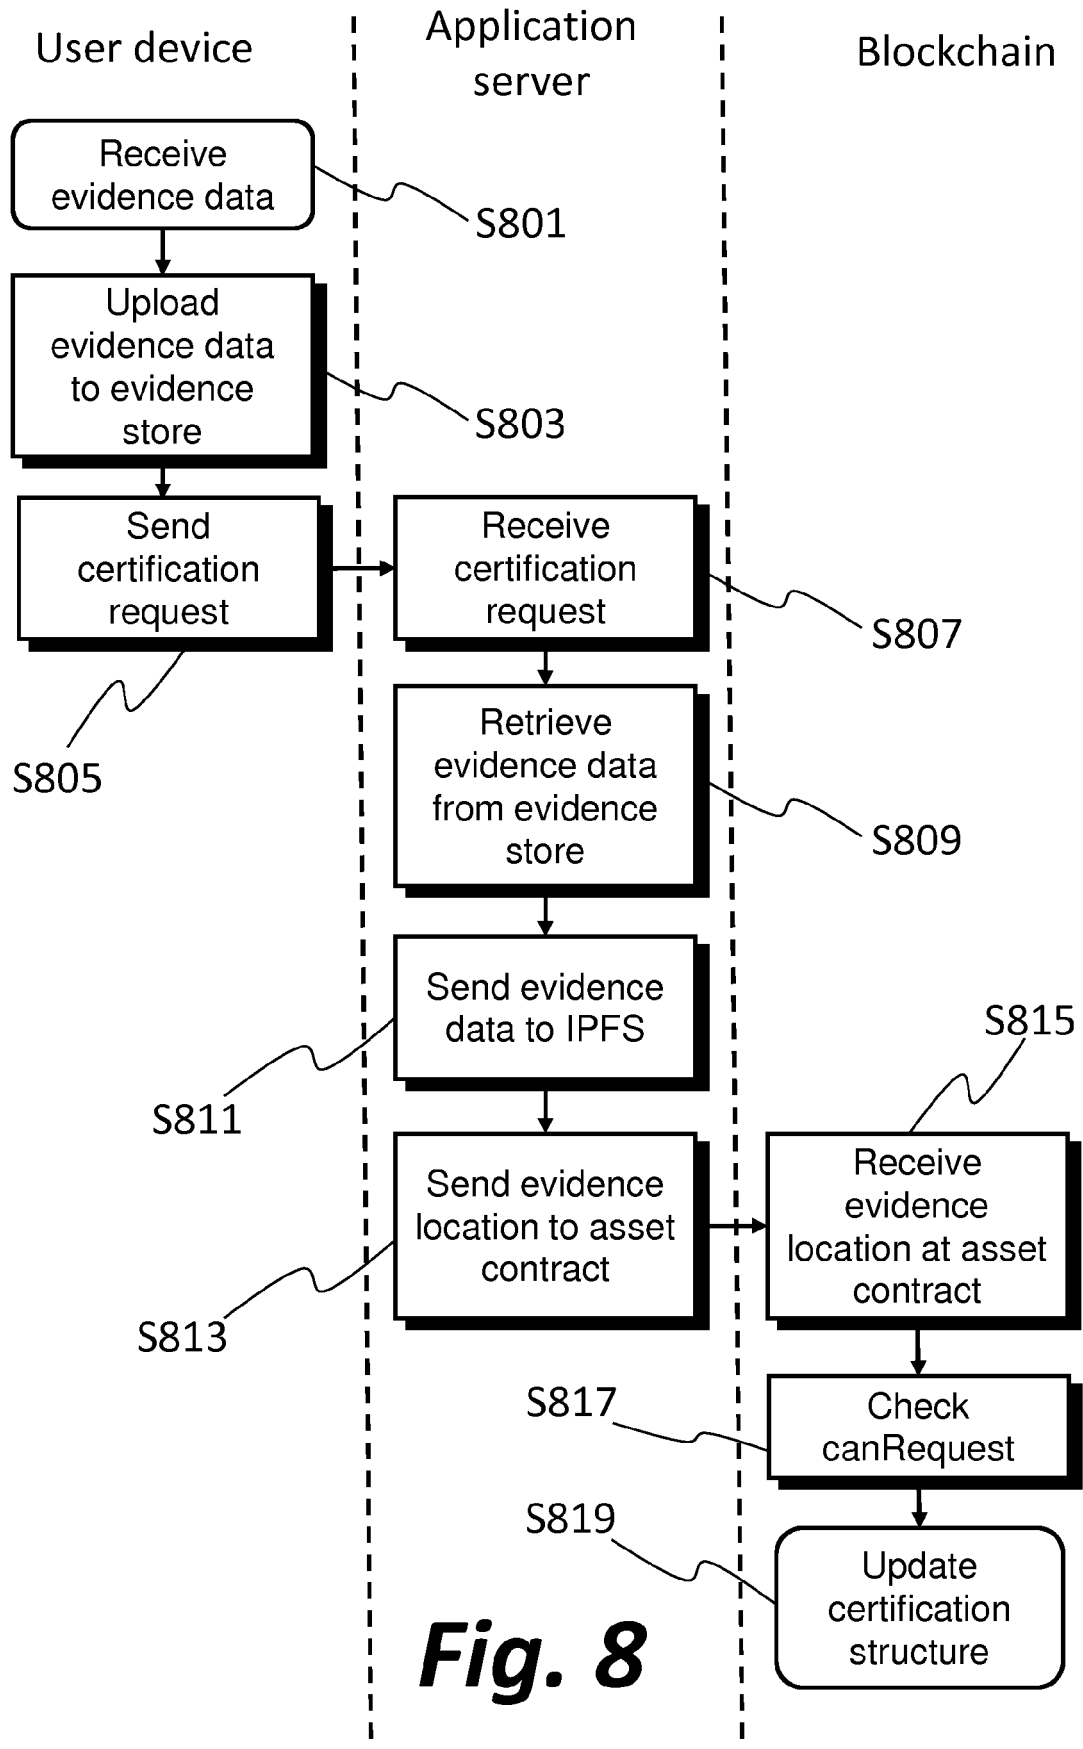 User device
Application
server
Blockchain
Receive
evidence data
S801
Upload
evidence data
to evidence
store
S803
Send
certification
request
S805
Receive
certification
request
S807
Retrieve
evidence data
from evidence
store
S809
Send evidence
data to IPFS
S811
Send evidence
location to asset
contract
S813
S815
Receive
evidence
location at asset
contract
S817
Check
canRequest
S819
Update
certification
structure
Fig. 8